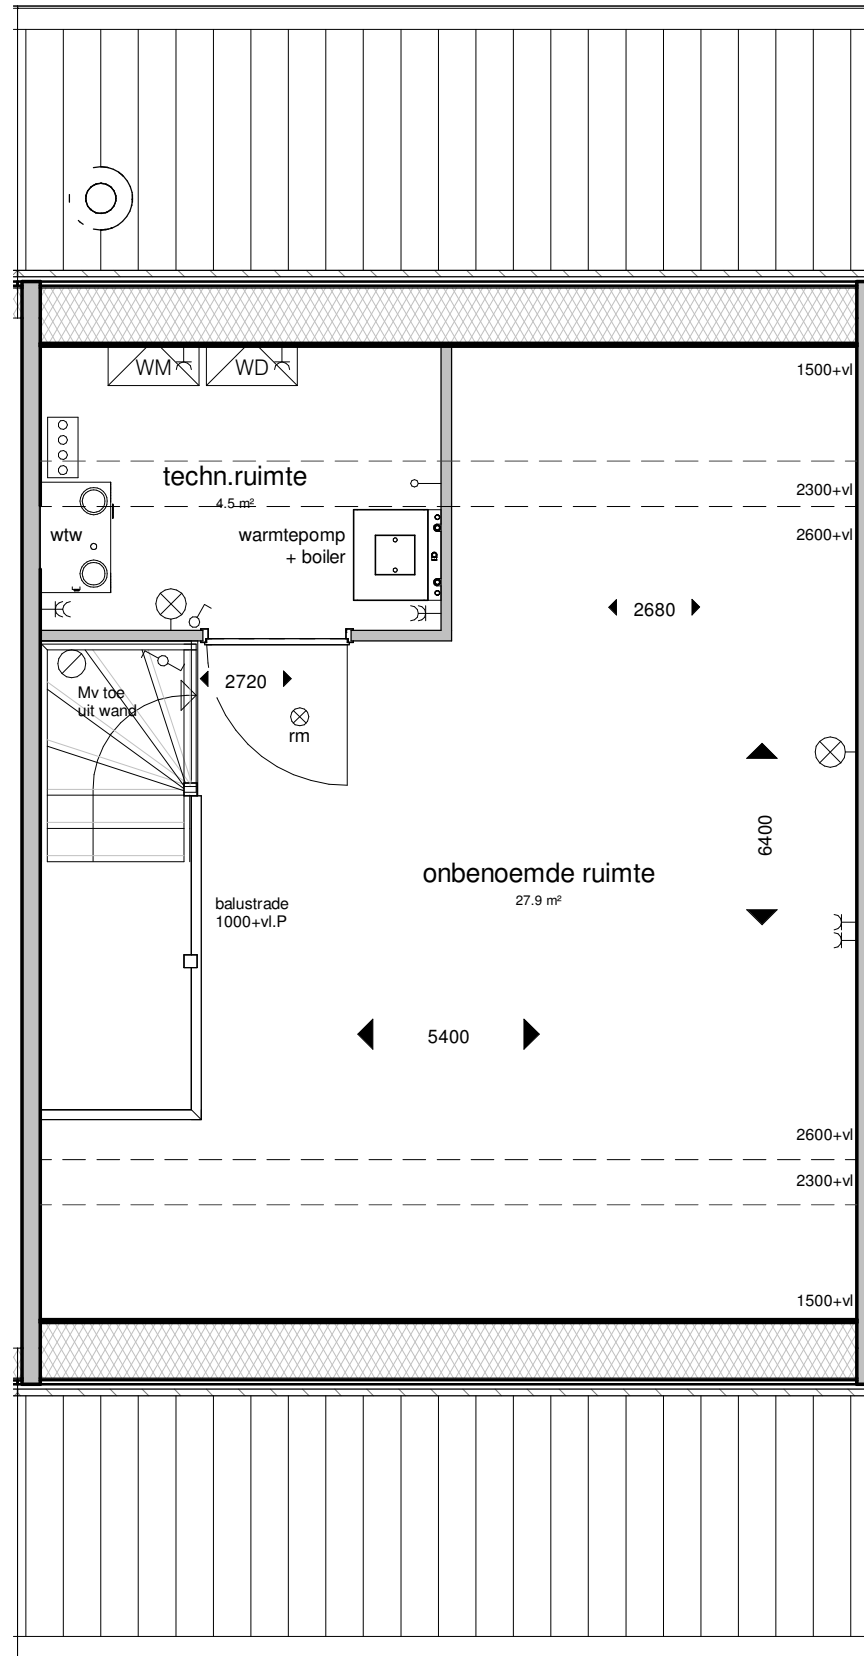 WM
WD
1500+vl
techn.ruimte
4.5 m²
2300+vl
2600+vl
wtw
warmtepomp
+ boiler
2680
2720
Mv toe
uit wand
rm
6400
onbenoemde ruimte
27.9 m²
balustrade
1000+vl.P
5400
2600+vl
2300+vl
1500+vl